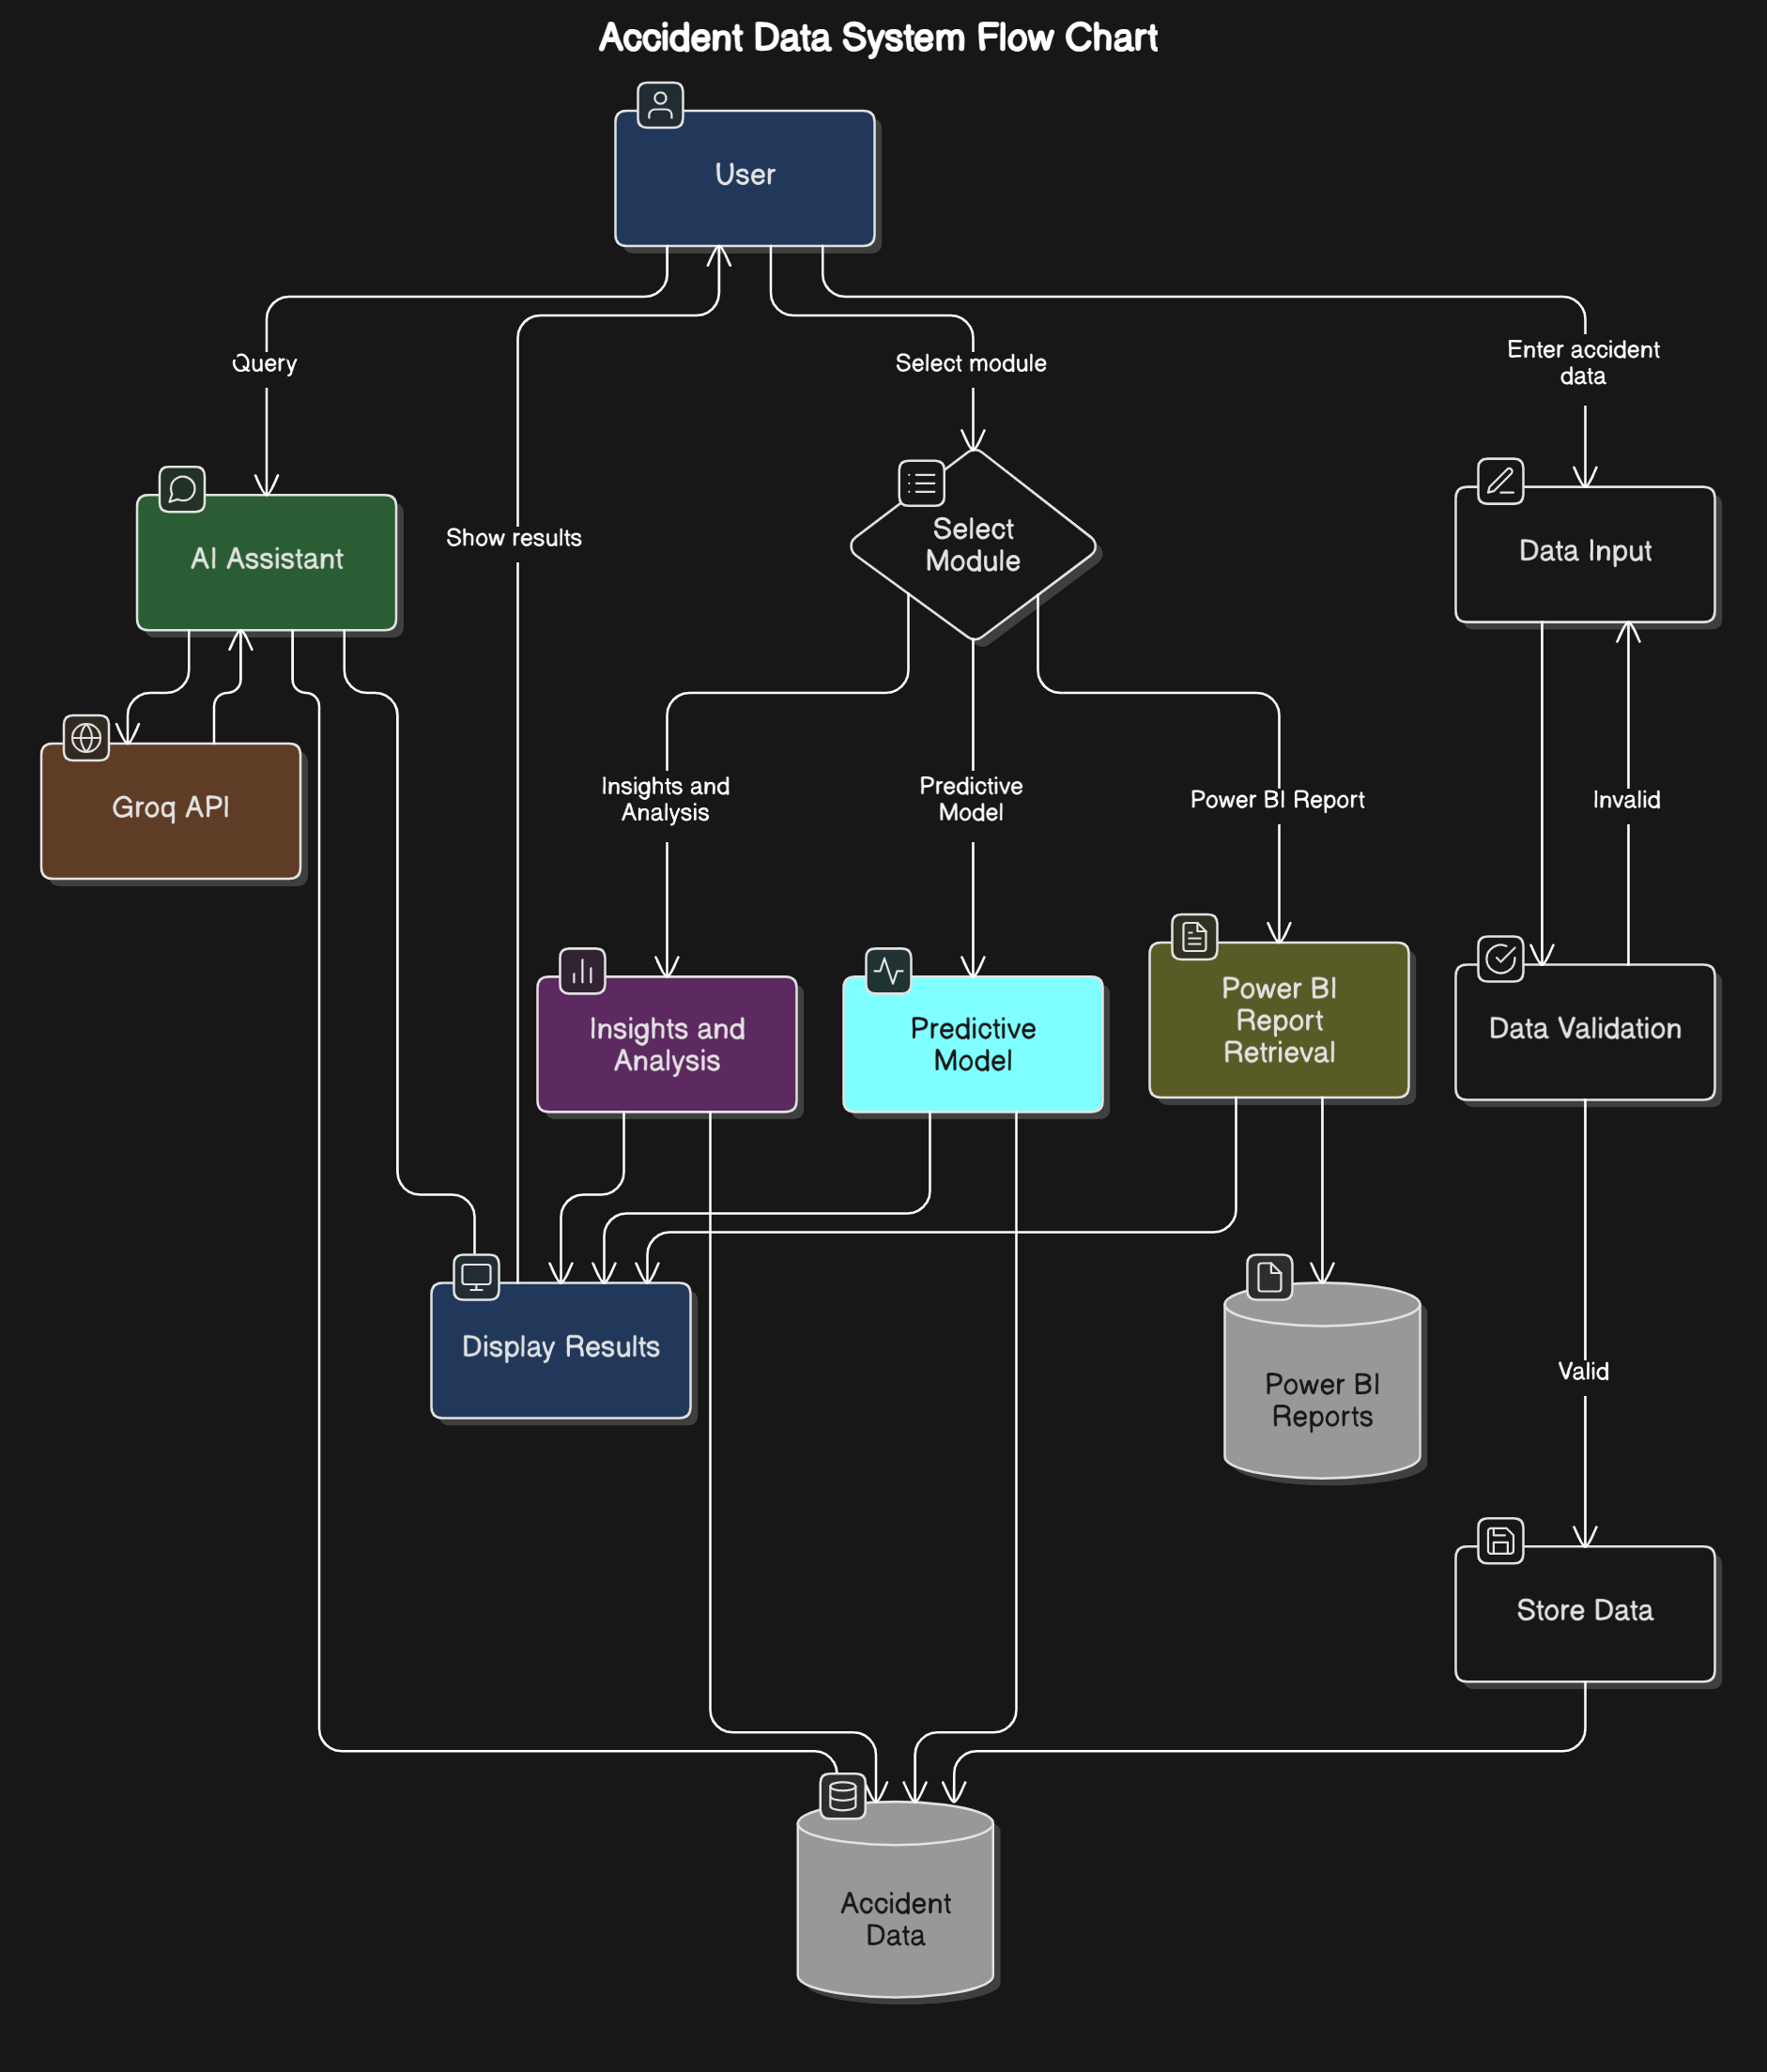 Accident Data System Flow Chart
User
Query
Select module
Enter accident
data
Show results
AI Assistant
Select
Module
Data Input
Groq API
Insights and
Analysis
Predictive
Model
Power BI Report
Invalid
Insights and
Analysis
Predictive
Model
Power BI
Report
Retrieval
Data Validation
Display Results
Power BI
Reports
Valid
Store Data
Accident
Data